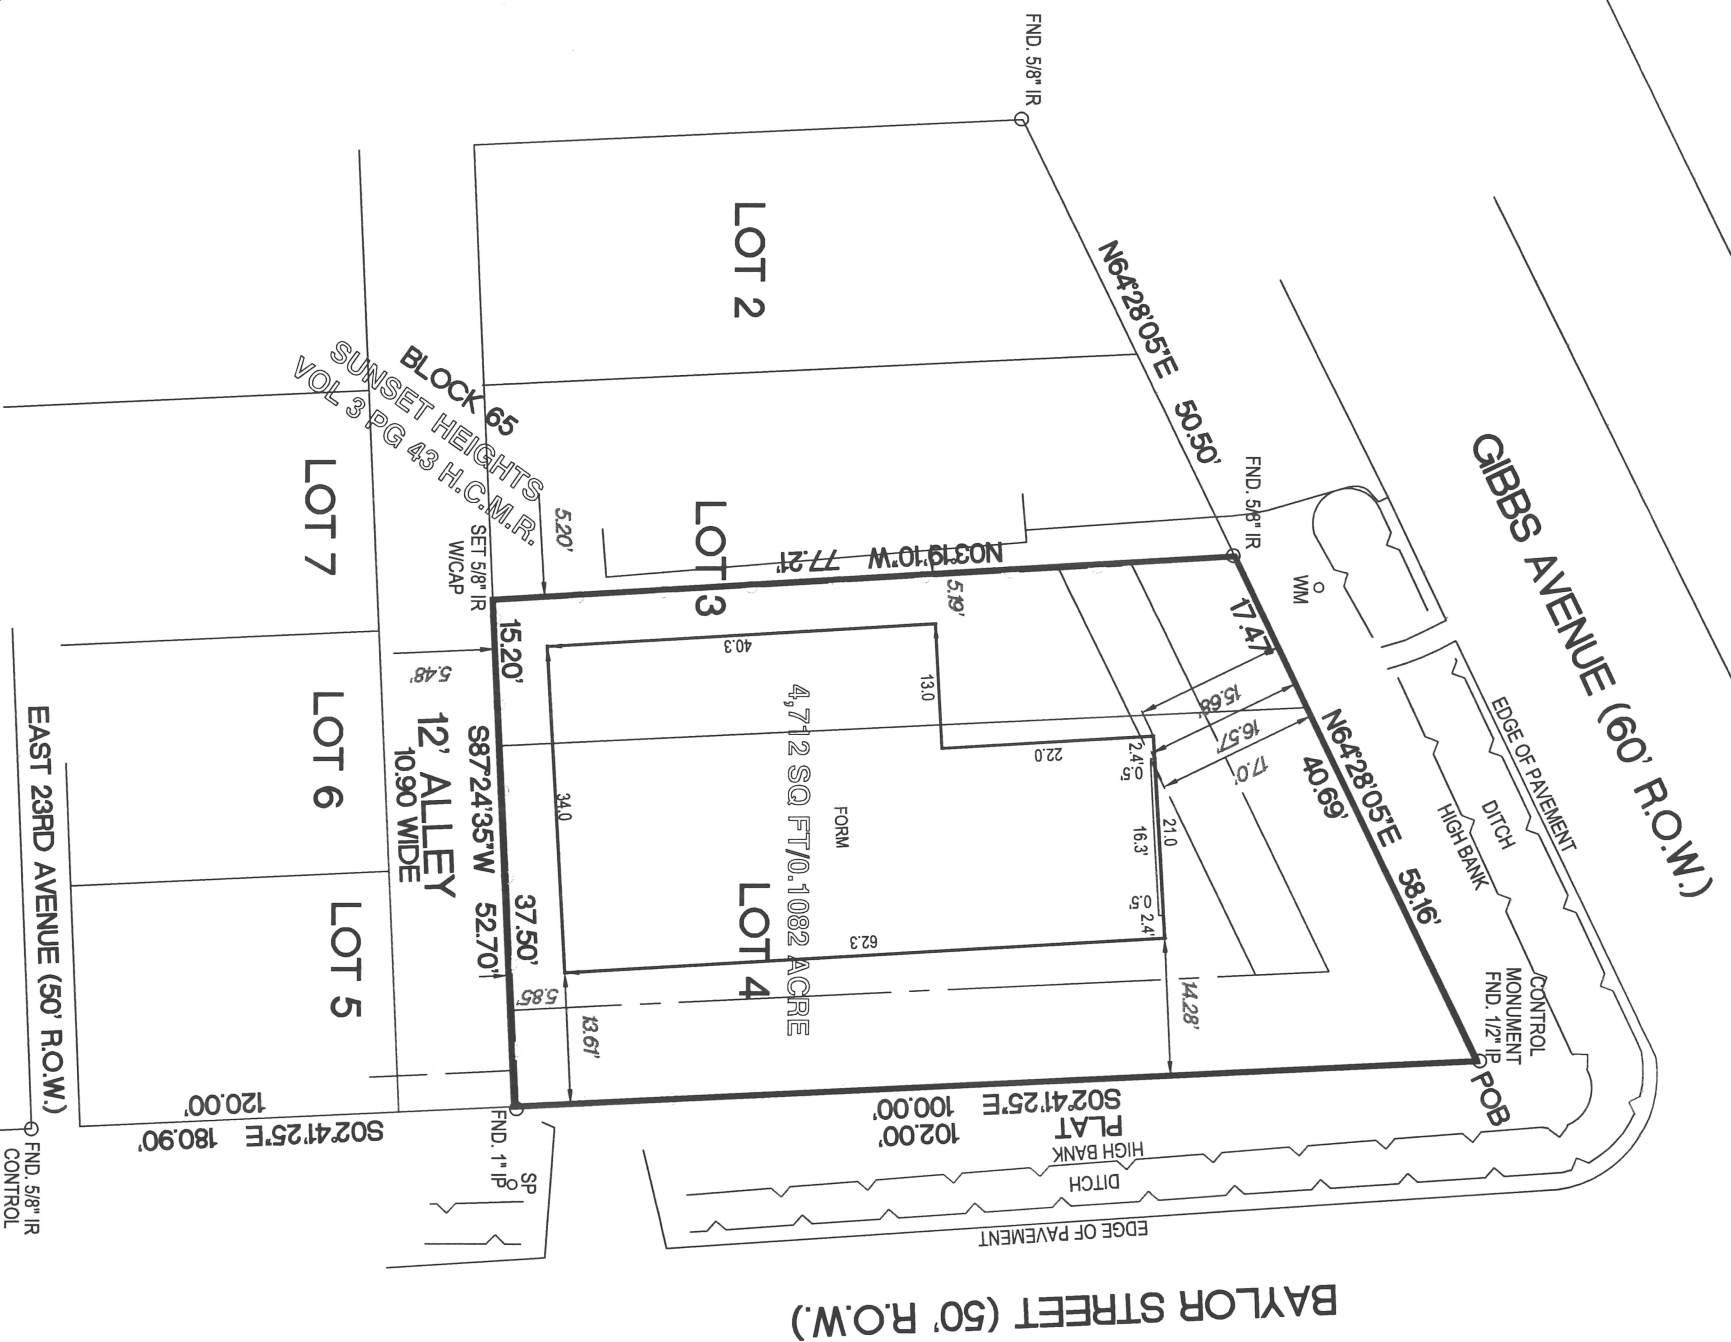 GIBBS AVENUE (60' R.O.W.)
EDGE OF PAVEMENT
DITCH
HIGH BANK
FND. 5/8" IR
N64°28'05"E 50.50'
FND. 5/8" IR
WM
N64°28'05"E 58.16'
17.47'
40.69'
CONTROL
MONUMENT
FND. 1/2" IP
POB
LOT 2
LOT 3
LOT 4
N03°19'10"W 77.21'
5.20'
5.19'
15.68'
16.57'
17.0'
40.3
13.0
22.0
2.4'
0.5'
16.3'
21.0
0.5'
2.4'
34.0
62.3
FORM
4,712 SQ FT/0.1082 ACRE
14.28'
13.61'
5.85'
15.20'
37.50'
S87°24'35"W 52.70'
SET 5/8" IR
W/CAP
5.48'
12' ALLEY
10.90 WIDE
BLOCK 65
SUNSET HEIGHTS
VOL 3 PG 43 H.C.M.R.
LOT 7
LOT 6
LOT 5
EAST 23RD AVENUE (50' R.O.W.)
FND. 5/8" IR
CONTROL
120.00'
S02°41'25"E 180.90'
FND. 1" IP
SP
S02°41'25"E 100.00'
PLAT 102.00'
HIGH BANK
DITCH
EDGE OF PAVEMENT
BAYLOR STREET (50' R.O.W.)